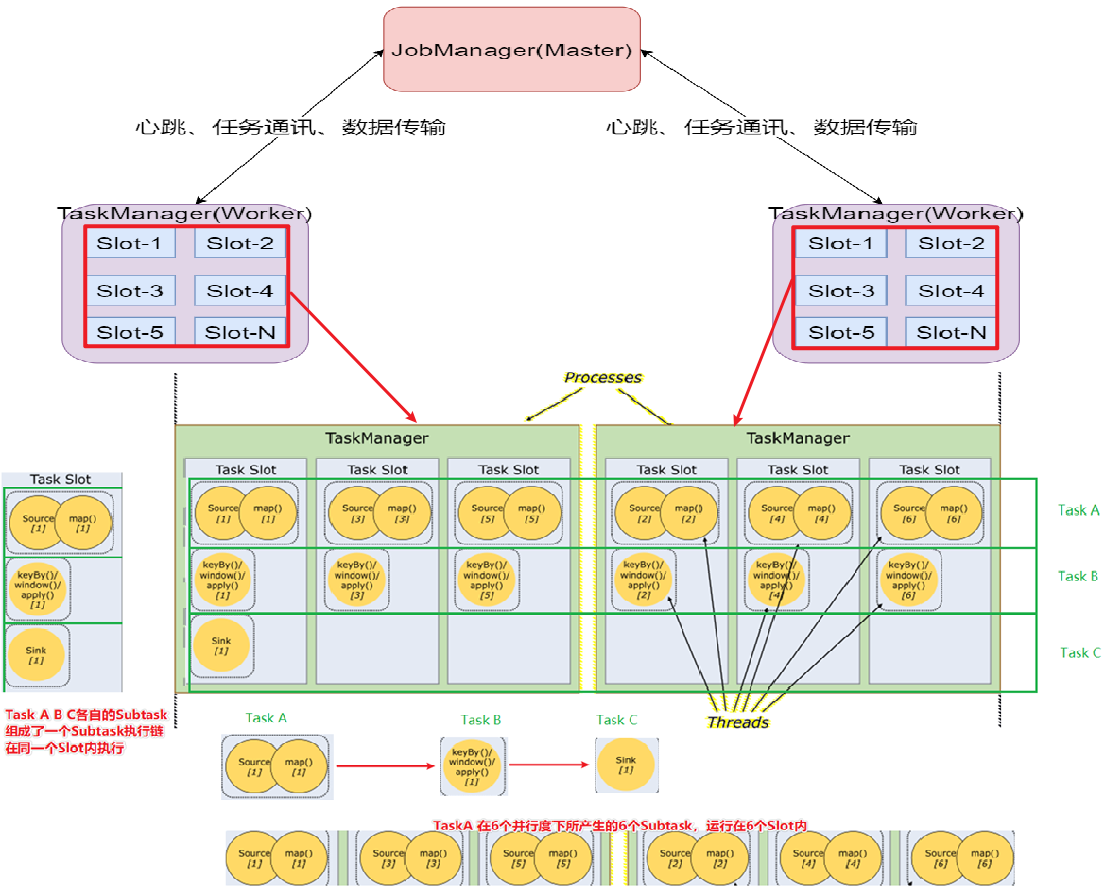 JobManager(Master)
心跳、任务通讯、数据传输
心跳、任务通讯、数据传输
TaskManager(Worker)
Slot-1 Slot-2
Slot-3 Slot-4
Slot-5 Slot-N
TaskManager(Worker)
Slot-1 Slot-2
Slot-3 Slot-4
Slot-5 Slot-N
Processes
TaskManager
TaskManager
Task Slot
Source
[1]
map()
[1]
keyBy()/
window()/
apply()
[1]
Sink
[1]
Task A B C各自的Subtask
组成了一个Subtask执行链
在同一个Slot内执行
Task Slot
Task Slot
Task Slot
Task Slot
Task Slot
Task Slot
Source
[1]
map()
[1]
Source
[3]
map()
[3]
Source
[5]
map()
[5]
Source
[2]
map()
[2]
Source
[4]
map()
[4]
Source
[6]
map()
[6]
Task A
keyBy()/
window()/
apply()
[1]
keyBy()/
window()/
apply()
[3]
keyBy()/
window()/
apply()
[5]
keyBy()/
window()/
apply()
[2]
keyBy()/
window()/
apply()
[4]
keyBy()/
window()/
apply()
[6]
Task B
Sink
[1]
Task C
Threads
Task A
Task B
Task C
Source
[1]
map()
[1]
keyBy()/
window()/
apply()
[1]
Sink
[1]
TaskA 在6个并行度下所产生的6个Subtask，运行在6个Slot内
Source
[1]
map()
[1]
Source
[3]
map()
[3]
Source
[5]
map()
[5]
Source
[2]
map()
[2]
Source
[4]
map()
[4]
Source
[6]
map()
[6]